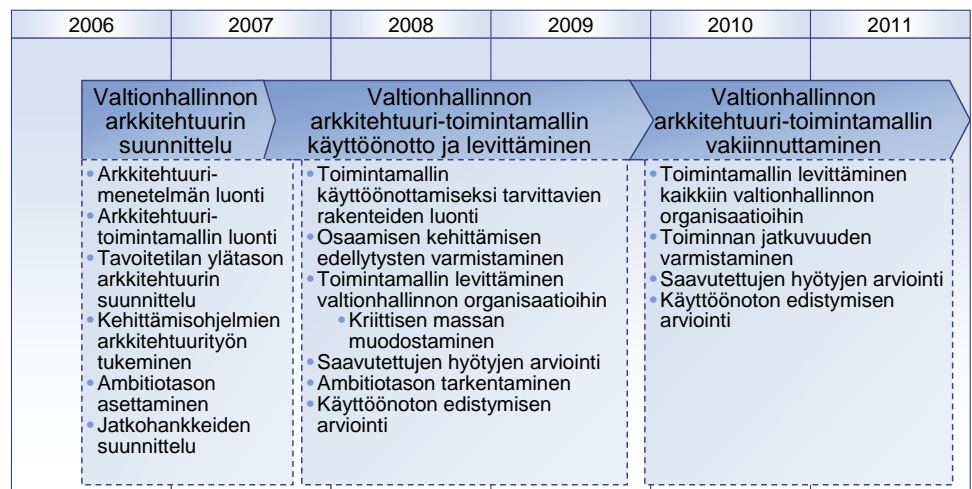 2006 2007 2008 2009 2010 2011
Valtionhallinnon
arkkitehtuurin
suunnittelu
Valtionhallinnon
arkkitehtuuri-toimintamallin
käyttöönotto ja levittäminen
Valtionhallinnon
arkkitehtuuri-toimintamallin
vakiinnuttaminen
• Arkkitehtuuri-
menetelmän luonti
• Arkkitehtuuri-
toimintamallin luonti
• Tavoitetilan ylätason
arkkitehtuurin
suunnittelu
• Kehittämisohjelmien
arkkitehtuurityön
tukeminen
• Ambitiotason
asettaminen
• Jatkohankkeiden
suunnittelu
• Toimintamallin
käyttöönottamiseksi tarvittavien
rakenteiden luonti
• Osaamisen kehittämisen
edellytysten varmistaminen
• Toimintamallin levittäminen
valtionhallinnon organisaatioihin
• Kriittisen massan
muodostaminen
• Saavutettujen hyötyjen arviointi
• Ambitiotason tarkentaminen
• Käyttöönoton edistymisen
arviointi
• Toimintamallin levittäminen
kaikkiin valtionhallinnon
organisaatioihin
• Toiminnan jatkuvuuden
varmistaminen
• Saavutettujen hyötyjen arviointi
• Käyttöönoton edistymisen
arviointi